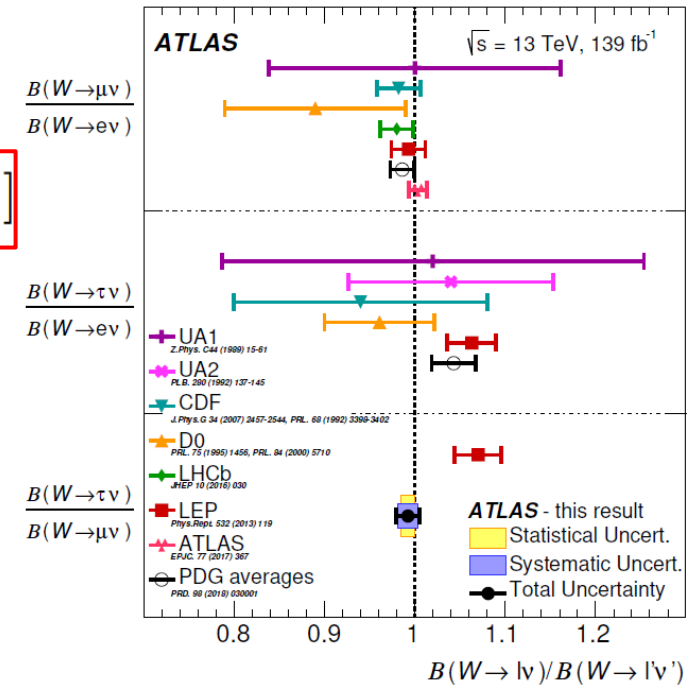 ATLAS
√s = 13 TeV, 139 fb⁻¹
B(W→μν)
B(W→eν)
]
B(W→τν)
B(W→eν)
UA1
Z.Phys. C44 (1989) 15-61
UA2
PLB. 280 (1992) 137-145
CDF
J.Phys.G 34 (2007) 2457-2544, PRL. 68 (1992) 3398-3402
D0
PRL. 75 (1995) 1456, PRL. 84 (2000) 5710
LHCb
JHEP 10 (2016) 030
B(W→τν)
B(W→μν)
LEP
Phys.Rept. 532 (2013) 119
ATLAS
EPJC. 77 (2017) 367
PDG averages
PRD. 98 (2018) 030001
ATLAS - this result
Statistical Uncert.
Systematic Uncert.
Total Uncertainty
0.8 0.9 1 1.1 1.2
B(W→ lν)/B(W→ l'ν')